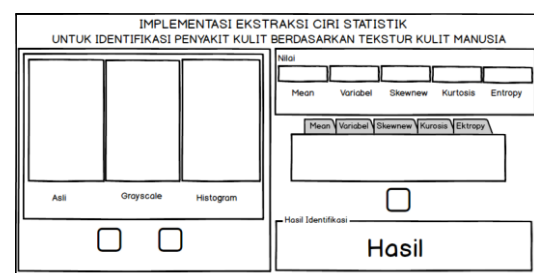 IMPLEMENTASI EKSTRAKSI CIRI STATISTIK
UNTUK IDENTIFIKASI PENYAKIT KULIT BERDASARKAN TEKSTUR KULIT MANUSIA
Asli Grayscale Histogram
Nilai
Mean Variabel Skewnew Kurtosis Entropy
Mean Variabel Skewnew Kurosis Ektropy
Hasil Identifikasi
Hasil